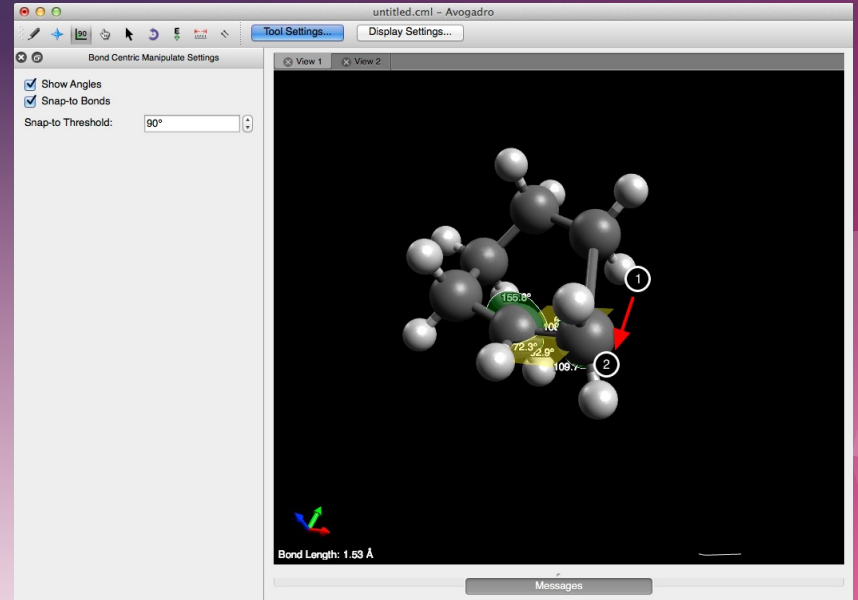 untitled.cml – Avogadro
90
E
Tool Settings...
Display Settings...
Bond Centric Manipulate Settings
View 1
View 2
Show Angles
Snap-to Bonds
Snap-to Threshold:
90°
1
155.8°
72.3°
2
Bond Length: 1.53 Å
Messages